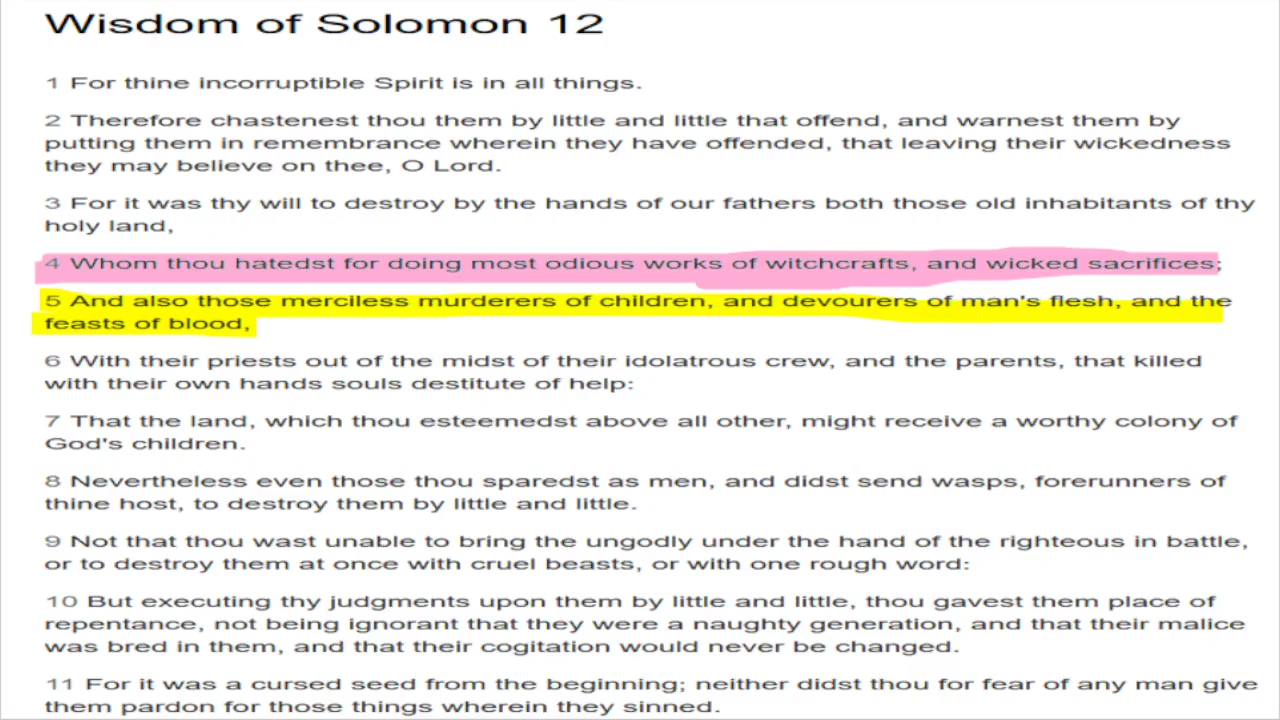 Wisdom of Solomon 12
1 For thine incorruptible Spirit is in all things.
2 Therefore chastenest thou them by little and little that offend, and warnest them by
putting them in remembrance wherein they have offended, that leaving their wickedness
they may believe on thee, O Lord.
3 For it was thy will to destroy by the hands of our fathers both those old inhabitants of thy
holy land,
4 Whom thou hatedst for doing most odious works of witchcrafts, and wicked sacrifices;
5 And also those merciless murderers of children, and devourers of man's flesh, and the
feasts of blood,
6 With their priests out of the midst of their idolatrous crew, and the parents, that killed
with their own hands souls destitute of help:
7 That the land, which thou esteemedst above all other, might receive a worthy colony of
God's children.
8 Nevertheless even those thou sparedst as men, and didst send wasps, forerunners of
thine host, to destroy them by little and little.
9 Not that thou wast unable to bring the ungodly under the hand of the righteous in battle,
or to destroy them at once with cruel beasts, or with one rough word:
10 But executing thy judgments upon them by little and little, thou gavest them place of
repentance, not being ignorant that they were a naughty generation, and that their malice
was bred in them, and that their cogitation would never be changed.
11 For it was a cursed seed from the beginning; neither didst thou for fear of any man give
them pardon for those things wherein they sinned.